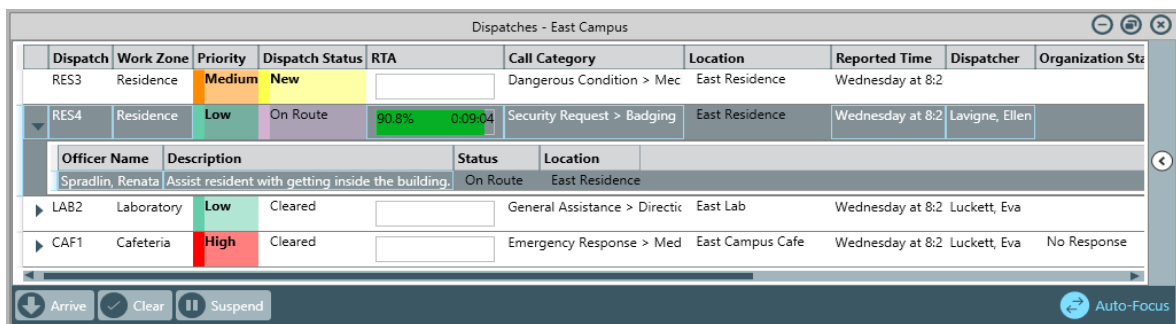 Dispatches - East Campus
Dispatch Work Zone Priority Dispatch Status RTA Call Category Location Reported Time Dispatcher Organization Sta
RES3 Residence Medium New Dangerous Condition > Mec East Residence Wednesday at 8:2
RES4 Residence Low On Route 90.8% 0:09:04 Security Request > Badging East Residence Wednesday at 8:2 Lavigne, Ellen
Officer Name Description Status Location
Spradlin, Renata Assist resident with getting inside the building. On Route East Residence
LAB2 Laboratory Low Cleared General Assistance > Directic East Lab Wednesday at 8:2 Luckett, Eva
CAF1 Cafeteria High Cleared Emergency Response > Med East Campus Cafe Wednesday at 8:2 Luckett, Eva No Response
Arrive Clear Suspend Auto-Focus